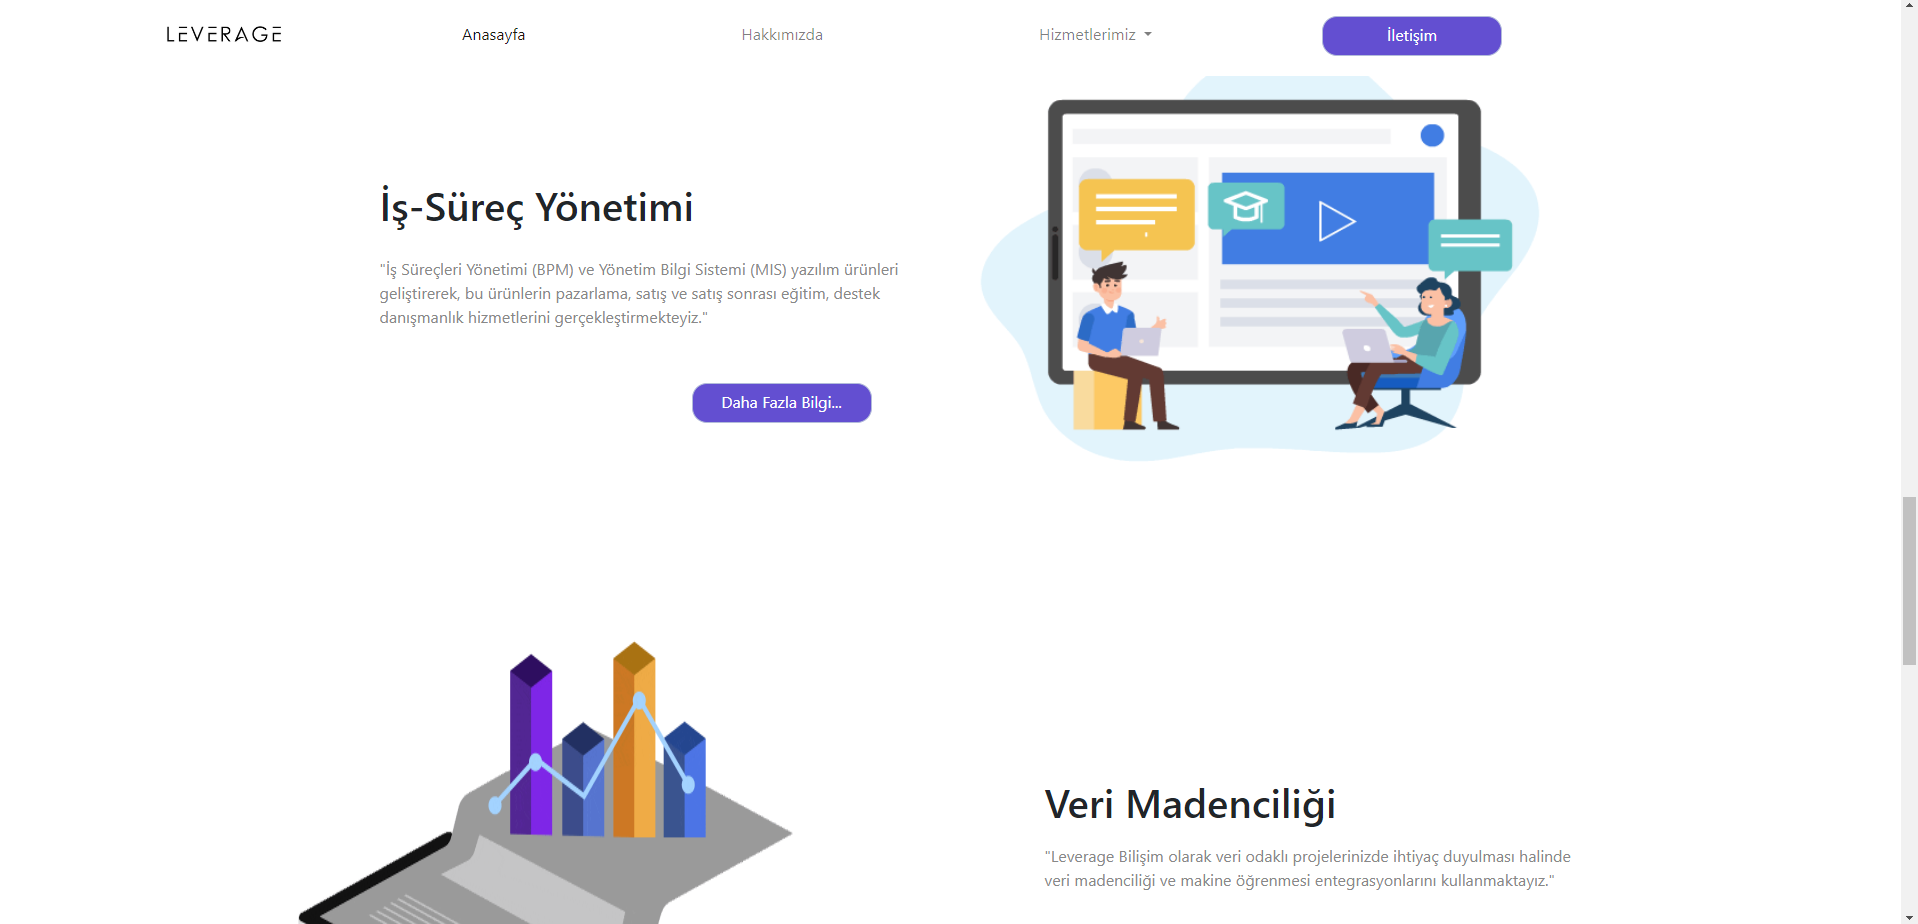 LEVERAGE
Anasayfa
Hakkımızda
Hizmetlerimiz
İletişim
İş-Süreç Yönetimi
"İş Süreçleri Yönetimi (BPM) ve Yönetim Bilgi Sistemi (MIS) yazılım ürünleri
geliştirerek, bu ürünlerin pazarlama, satış ve satış sonrası eğitim, destek
danışmanlık hizmetlerini gerçekleştirmekteyiz."
Daha Fazla Bilgi...
Veri Madenciliği
"Leverage Bilişim olarak veri odaklı projelerinizde ihtiyaç duyulması halinde
veri madenciliği ve makine öğrenmesi entegrasyonlarını kullanmaktayız."